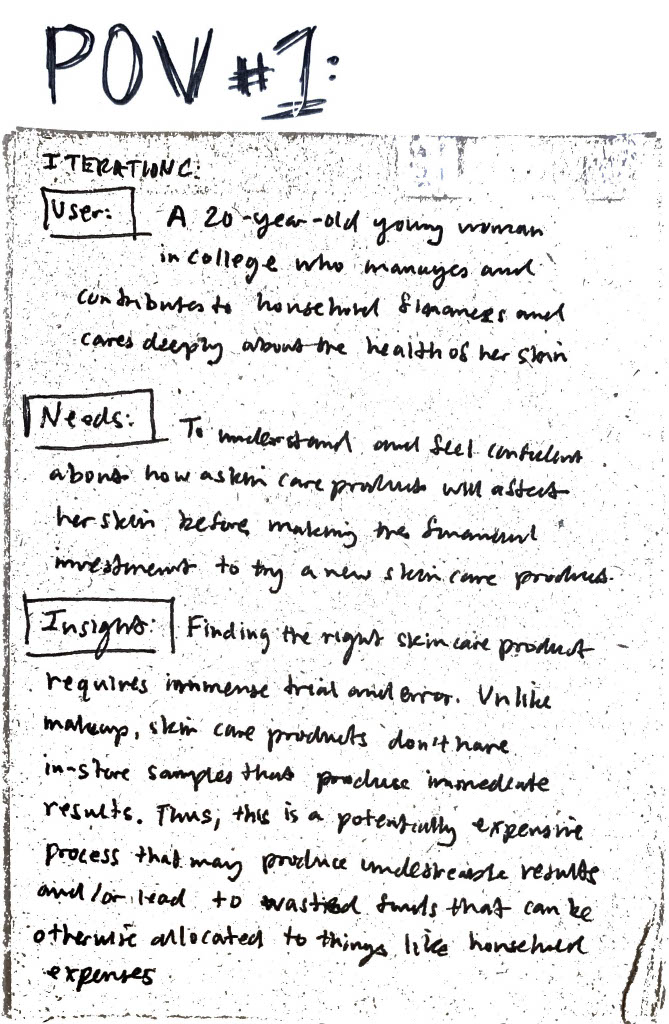 POV #1:
ITERATION C:
User: A 20-year-old young woman
in college who manages and
contributes to household finances and
cares deeply about the health of her skin
Needs: To understand and feel confident
about how a skin care product will affect
her skin before making the financial
investment to try a new skin care product.
Insight: Finding the right skincare product
requires immense trial and error. Unlike
makeup, skin care products don't have
in-store samples that produce immediate
results. Thus, this is a potentially expensive
process that may produce undesireable results
and/or lead to wasted funds that can be
otherwise allocated to things like household
expenses